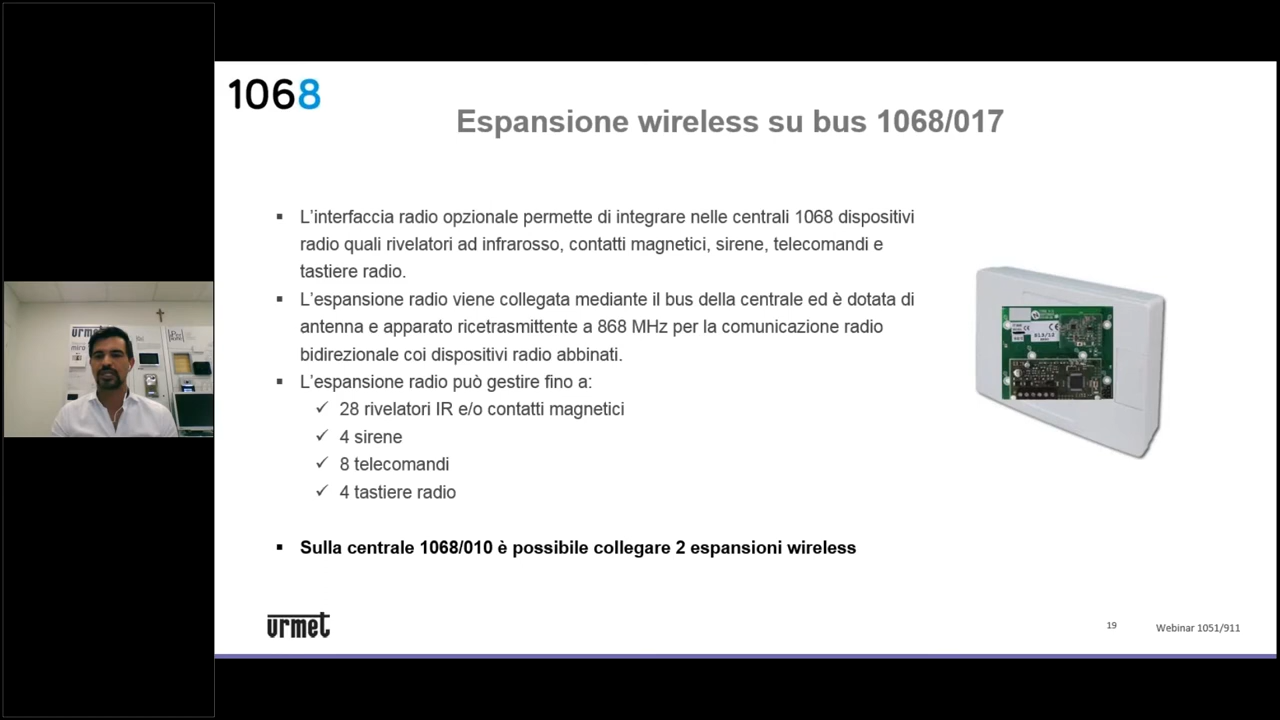 1068
Espansione wireless su bus 1068/017
▪ L'interfaccia radio opzionale permette di integrare nelle centrali 1068 dispositivi
radio quali rivelatori ad infrarosso, contatti magnetici, sirene, telecomandi e
tastiere radio.
▪ L'espansione radio viene collegata mediante il bus della centrale ed è dotata di
antenna e apparato ricetrasmittente a 868 MHz per la comunicazione radio
bidirezionale coi dispositivi radio abbinati.
▪ L'espansione radio può gestire fino a:
✓ 28 rivelatori IR e/o contatti magnetici
✓ 4 sirene
✓ 8 telecomandi
✓ 4 tastiere radio
▪ Sulla centrale 1068/010 è possibile collegare 2 espansioni wireless
urmet
19
Webinar 1051/911
urmet